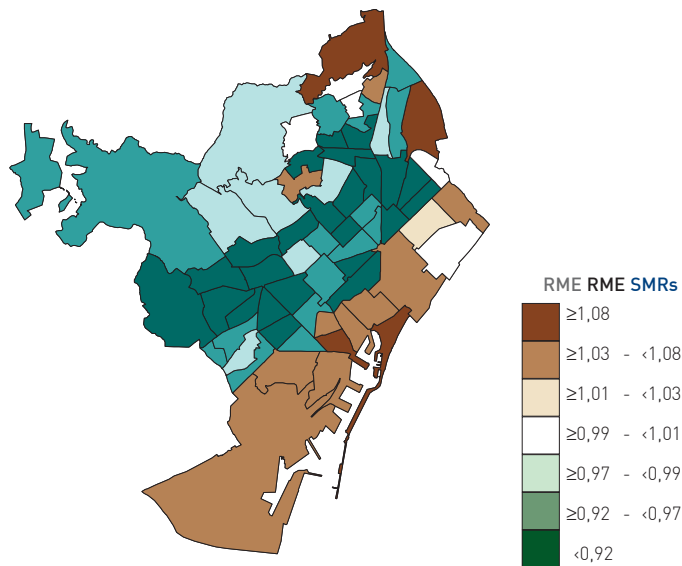 RME RME SMRs
≥1,08
≥1,03 - <1,08
≥1,01 - <1,03
≥0,99 - <1,01
≥0,97 - <0,99
≥0,92 - <0,97
<0,92